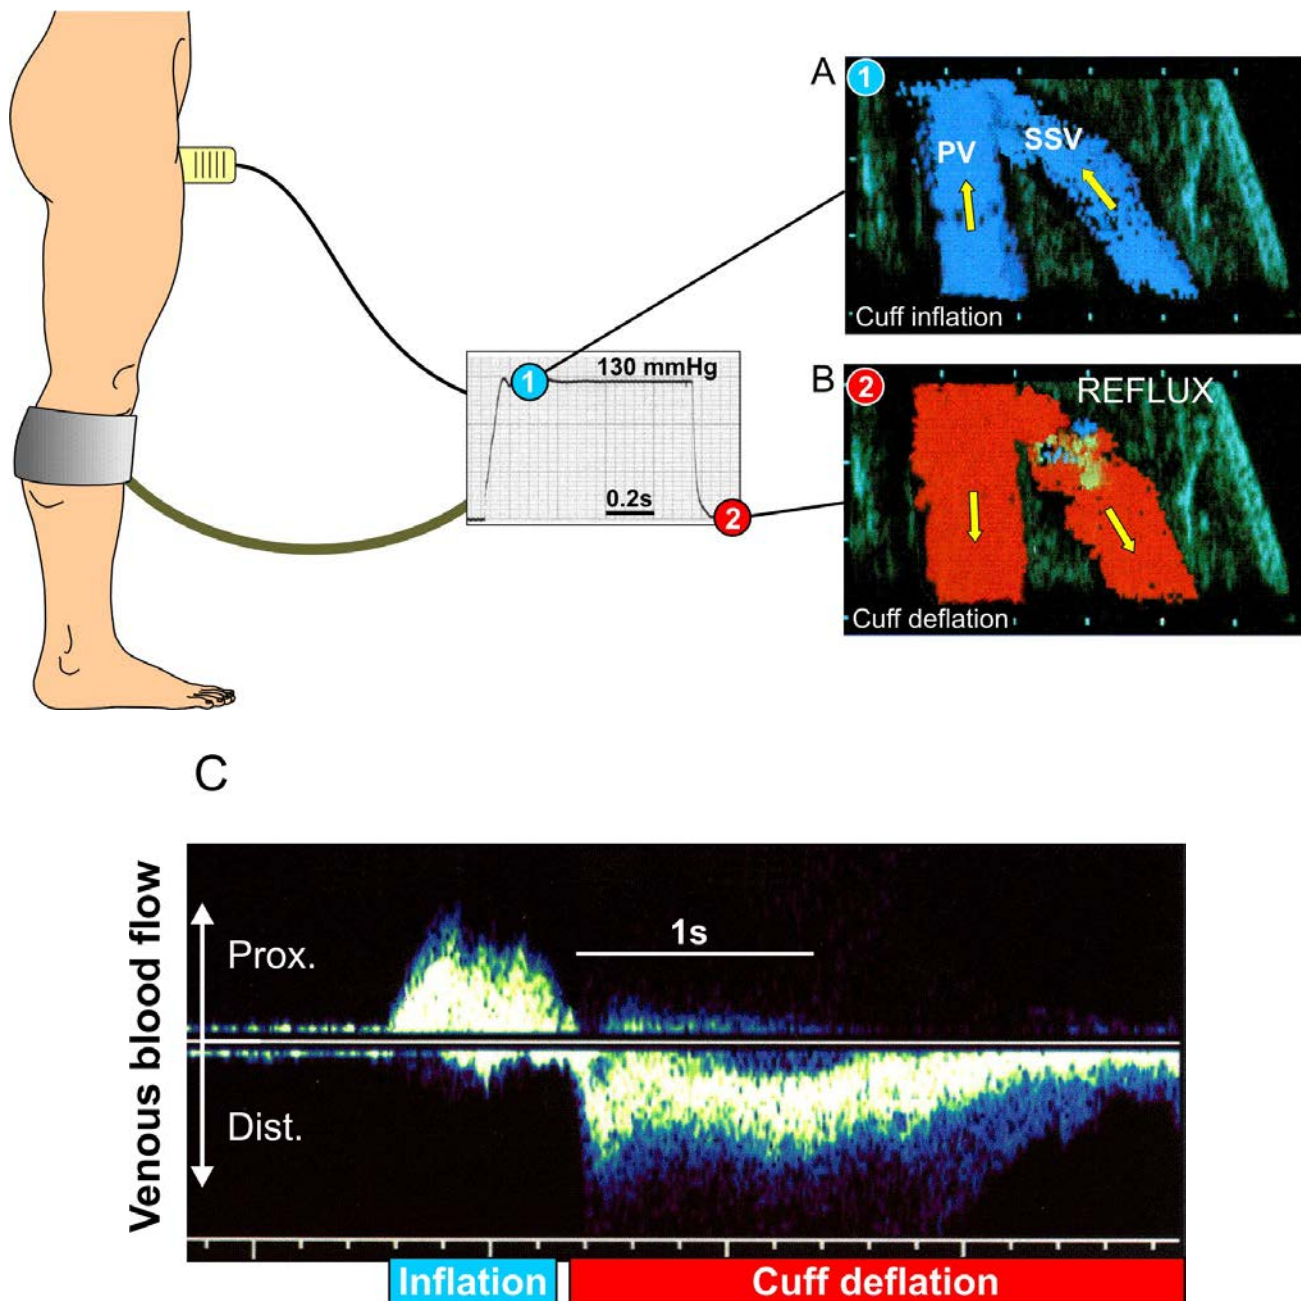 A
1
PV
SSV
Cuff inflation
130 mmHg
1
0.2s
2
B
2
REFLUX
Cuff deflation
C
Venous blood flow
Prox.
1s
Dist.
Inflation
Cuff deflation